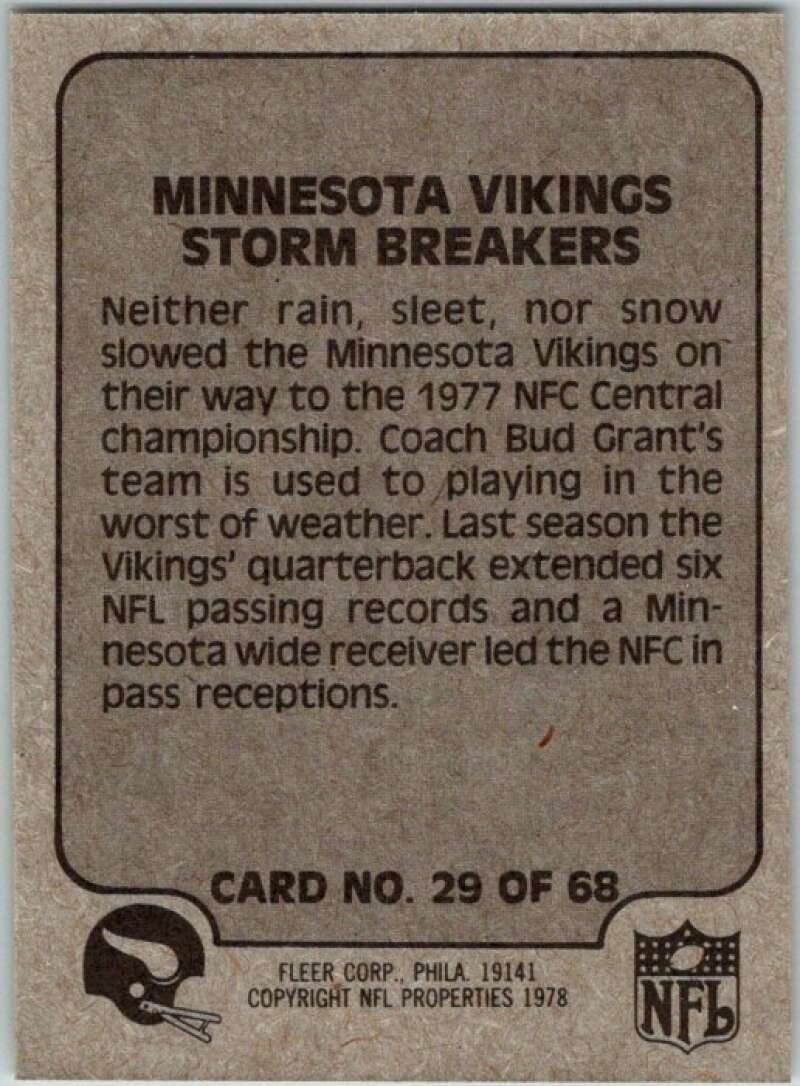 MINNESOTA VIKINGS
STORM BREAKERS
Neither rain, sleet, nor snow
slowed the Minnesota Vikings on
their way to the 1977 NFC Central
championship. Coach Bud Grant's
team is used to playing in the
worst of weather. Last season the
Vikings' quarterback extended six
NFL passing records and a Min-
nesota wide receiver led the NFC in
pass receptions.
CARD NO. 29 OF 68
FLEER CORP., PHILA. 19141
COPYRIGHT NFL PROPERTIES 1978
NFL